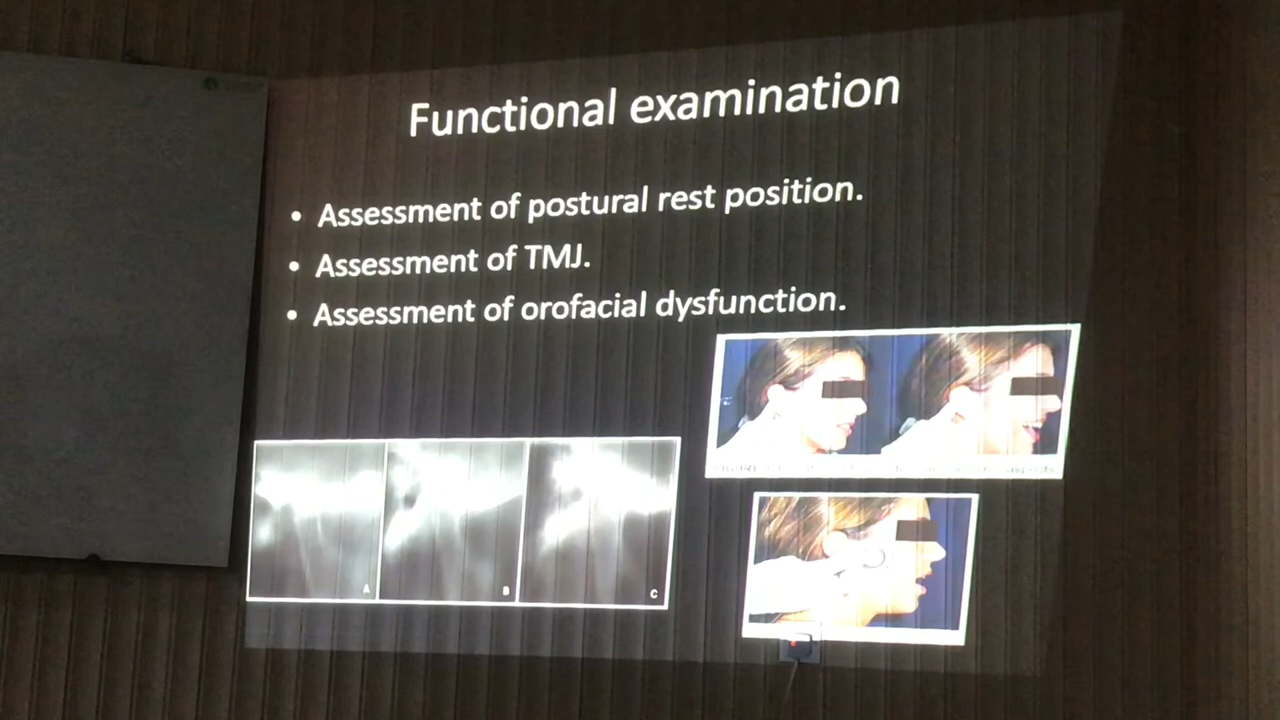 Functional examination
• Assessment of postural rest position.
• Assessment of TMJ.
• Assessment of orofacial dysfunction.
A
B
C